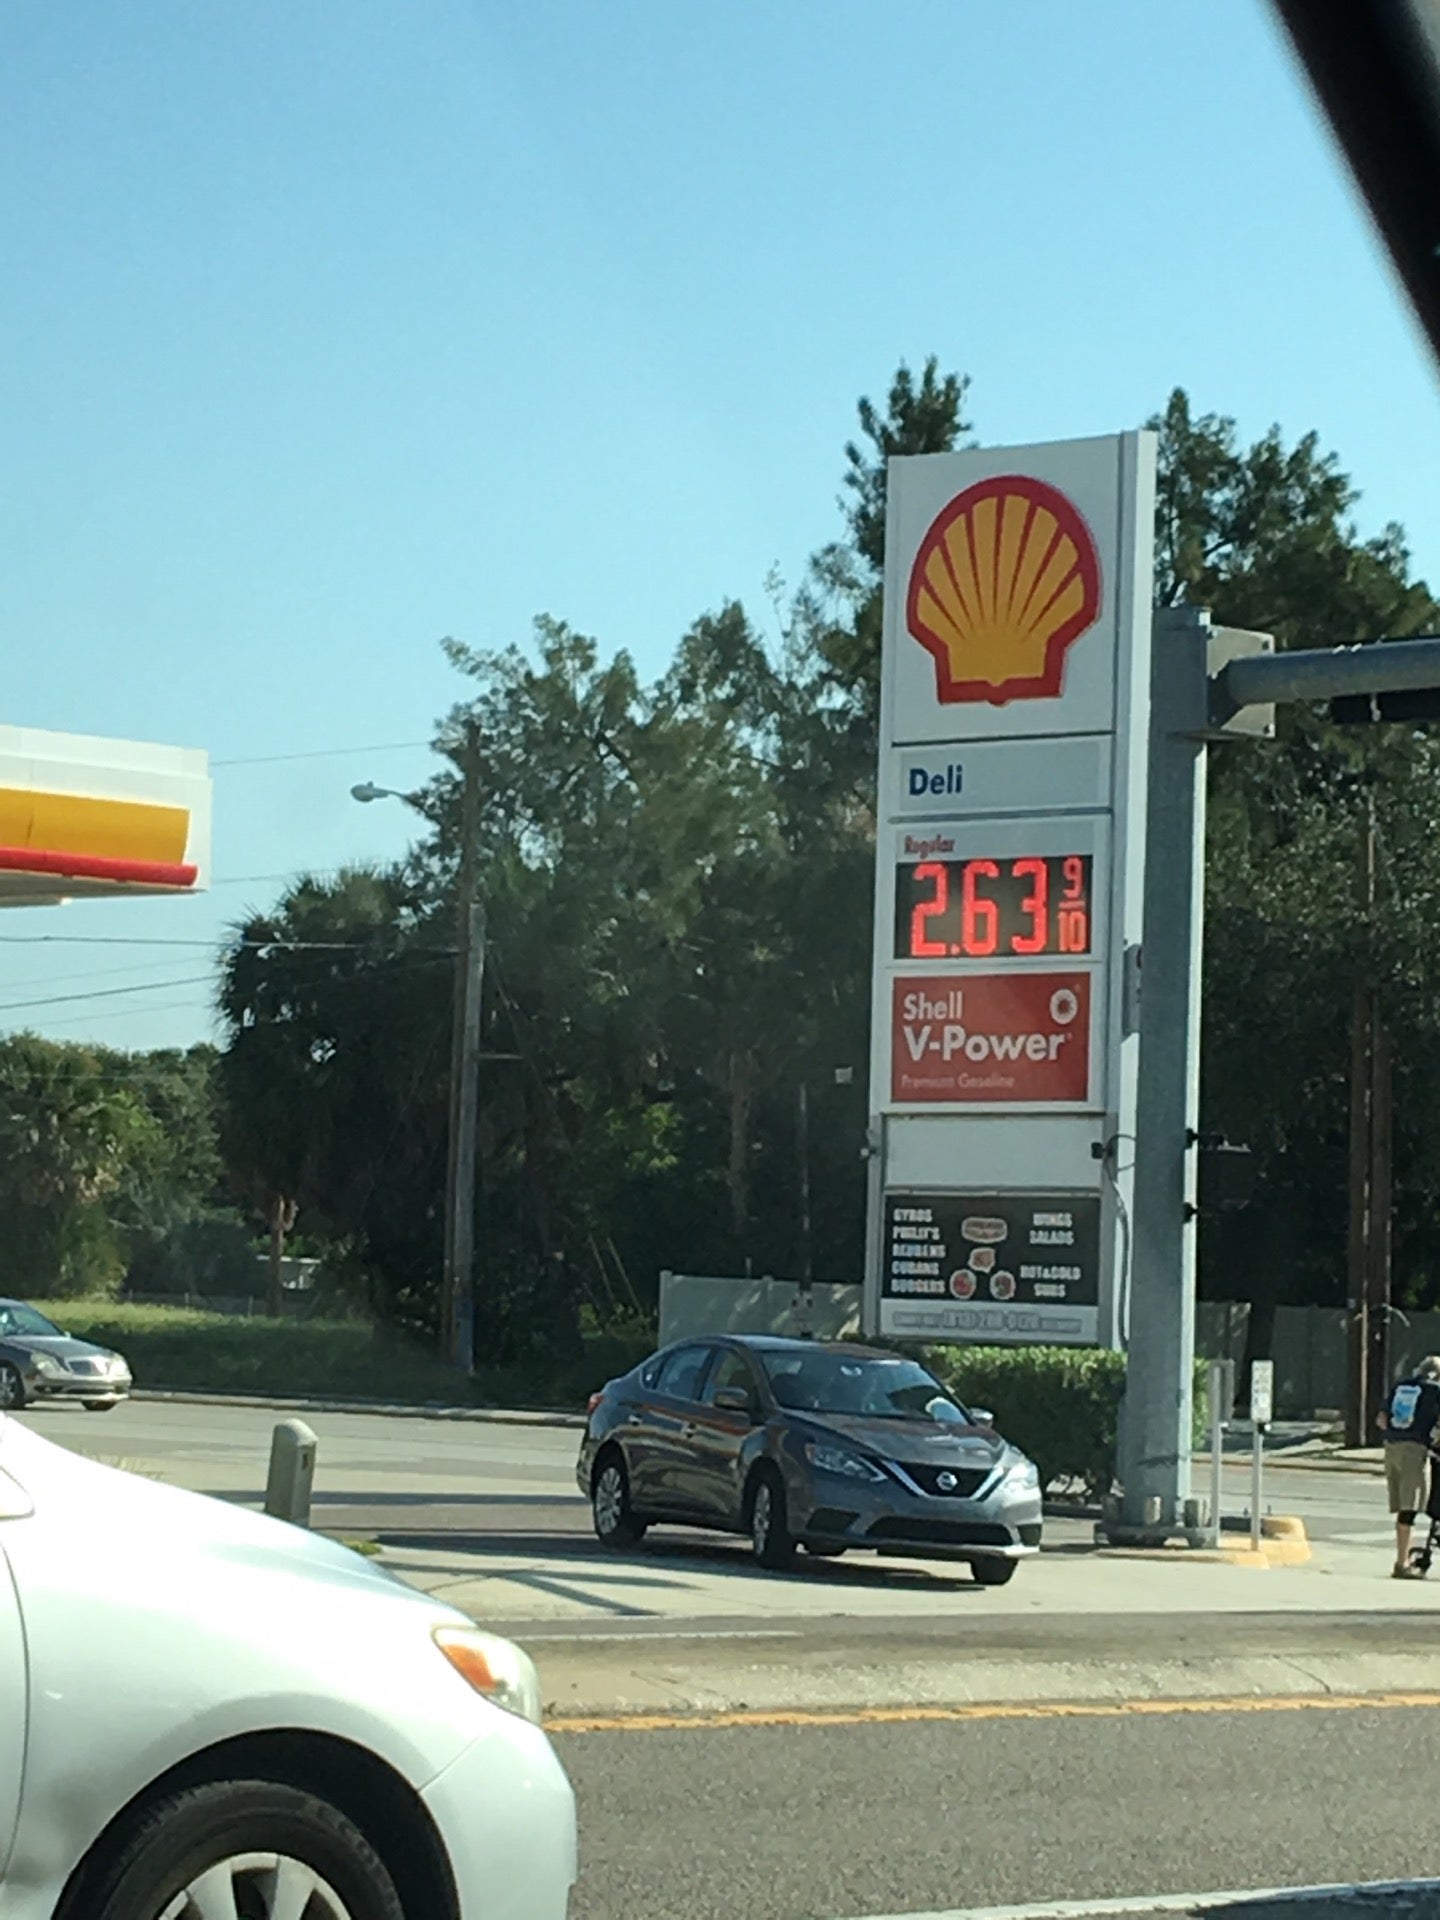 Deli
Regular
2.63 9/10
Shell
V-Power
Premium Gasoline
GYROS
PHILLY'S
REUBENS
CUBANS
BURGERS
WINGS
SALADS
HOT & COLD
SUBS